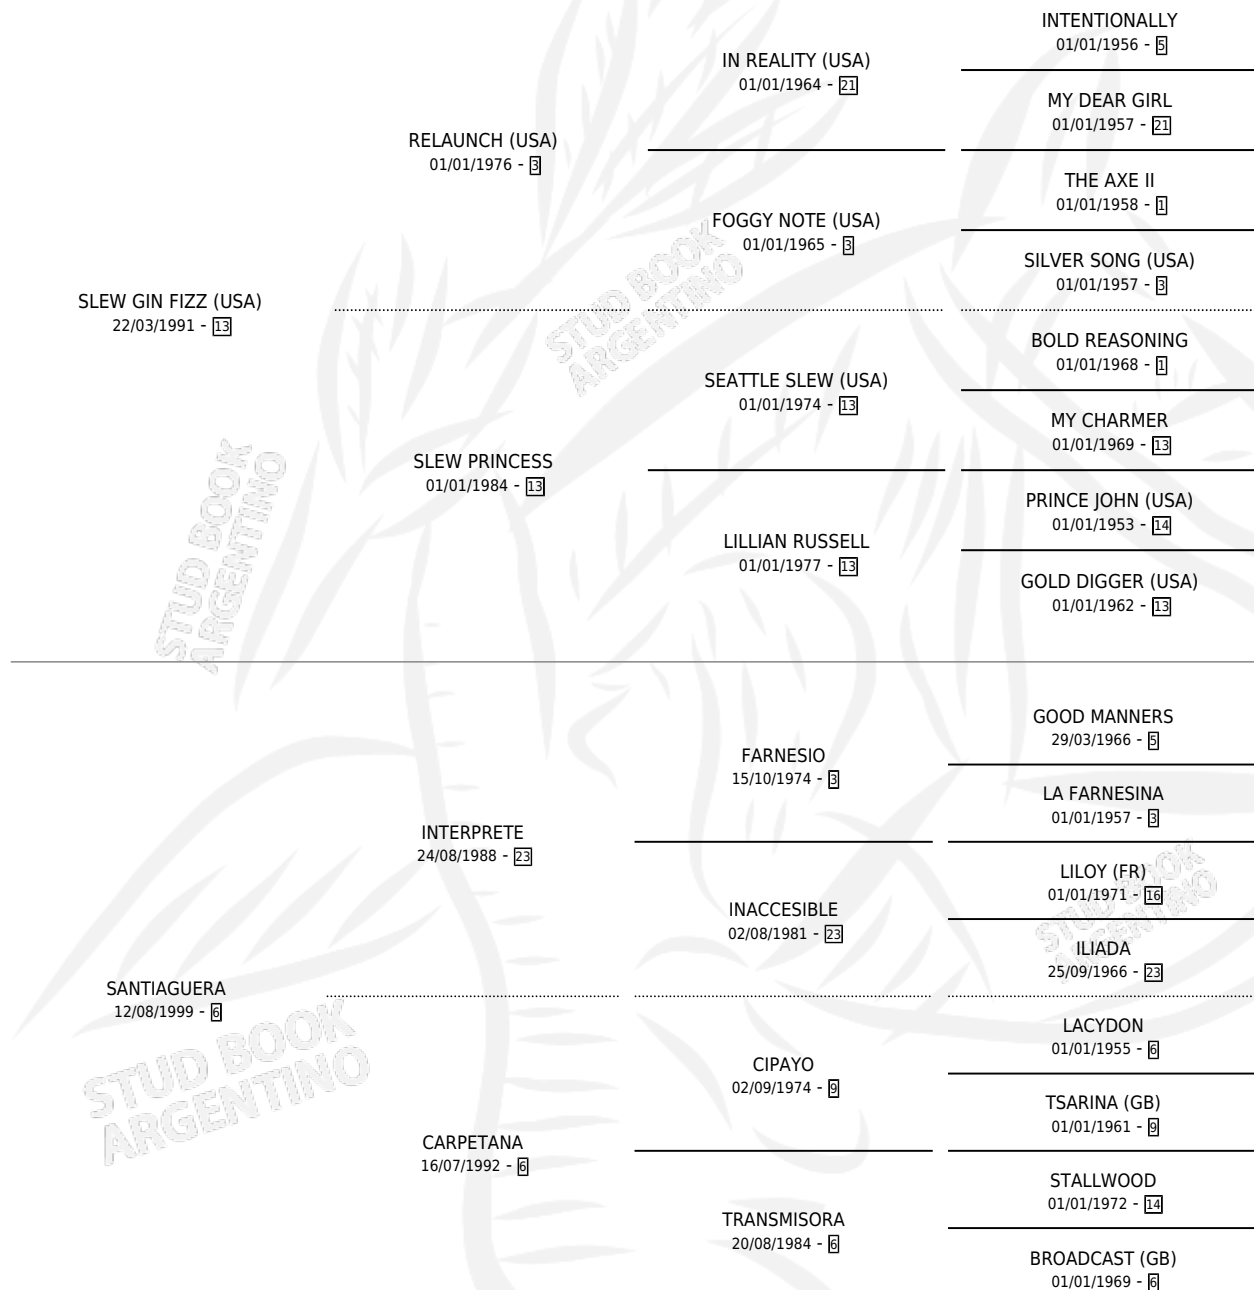 INTENTIONALLY
01/01/1956 - 5
IN REALITY (USA)
01/01/1964 - 21
MY DEAR GIRL
01/01/1957 - 21
RELAUNCH (USA)
01/01/1976 - 3
THE AXE II
01/01/1958 - 1
FOGGY NOTE (USA)
01/01/1965 - 3
SILVER SONG (USA)
01/01/1957 - 3
SLEW GIN FIZZ (USA)
22/03/1991 - 13
STUD BOOK
ARGENTINO
BOLD REASONING
01/01/1968 - 1
SEATTLE SLEW (USA)
01/01/1974 - 13
MY CHARMER
01/01/1969 - 13
SLEW PRINCESS
01/01/1984 - 13
PRINCE JOHN (USA)
01/01/1953 - 14
LILLIAN RUSSELL
01/01/1977 - 13
GOLD DIGGER (USA)
01/01/1962 - 13
STUD BOOK
ARGENTINO
GOOD MANNERS
29/03/1966 - 5
FARNESIO
15/10/1974 - 3
LA FARNESINA
01/01/1957 - 3
INTERPRETE
24/08/1988 - 23
LILOY (FR)
01/01/1971 - 16
INACCESIBLE
02/08/1981 - 23
STUD BOOK
ARGENTINO
ILIADA
25/09/1966 - 23
SANTIAGUERA
12/08/1999 - 6
STUD BOOK
ARGENTINO
LACYDON
01/01/1955 - 6
CIPAYO
02/09/1974 - 9
TSARINA (GB)
01/01/1961 - 9
CARPETANA
16/07/1992 - 6
STALLWOOD
01/01/1972 - 14
TRANSMISORA
20/08/1984 - 6
BROADCAST (GB)
01/01/1969 - 6